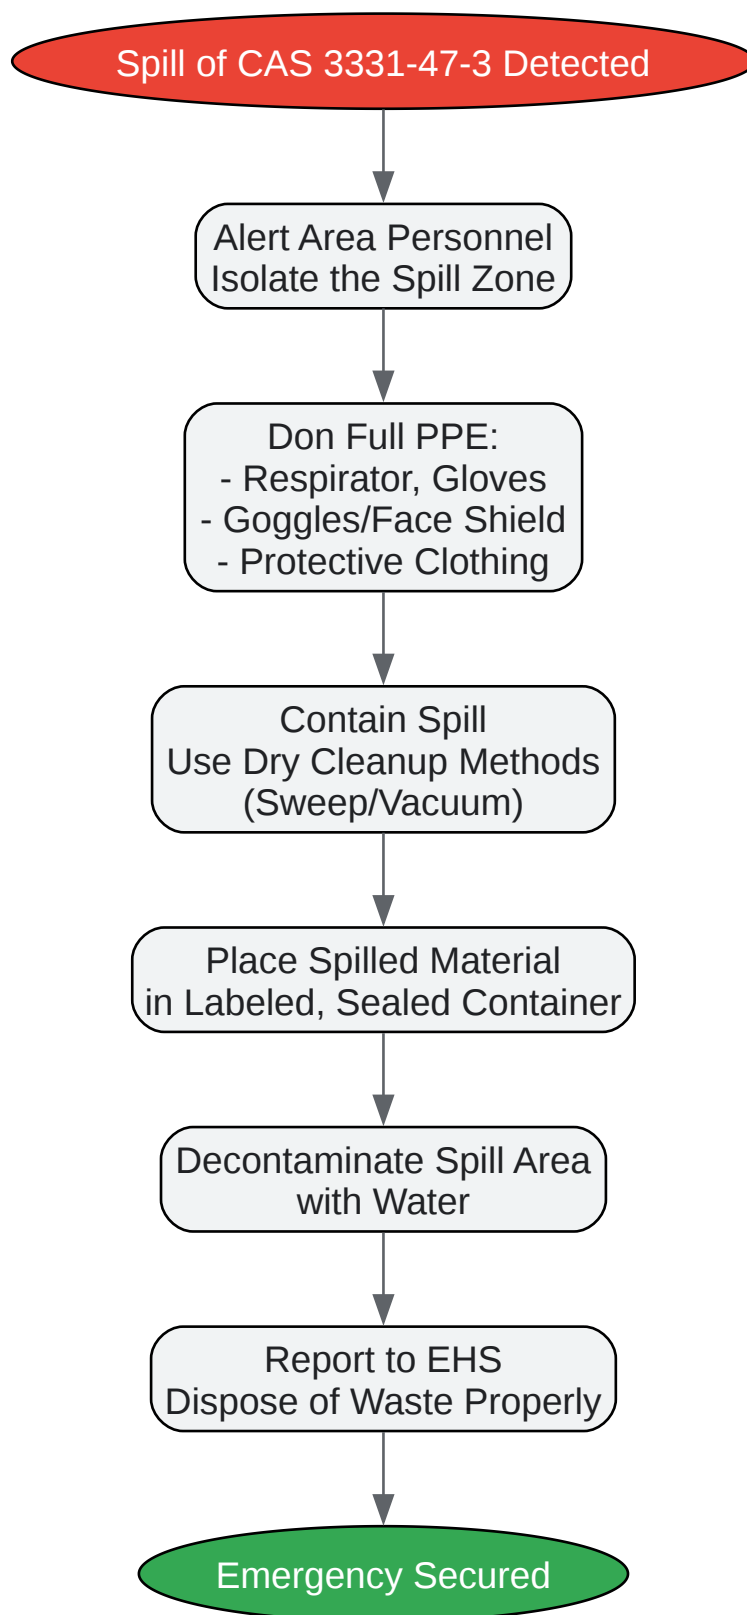 Spill of CAS 3331-47-3 Detected
Alert Area Personnel
Isolate the Spill Zone
Don Full PPE:
- Respirator, Gloves
- Goggles/Face Shield
- Protective Clothing
Contain Spill
Use Dry Cleanup Methods
(Sweep/Vacuum)
Place Spilled Material
in Labeled, Sealed Container
Decontaminate Spill Area
with Water
Report to EHS
Dispose of Waste Properly
Emergency Secured